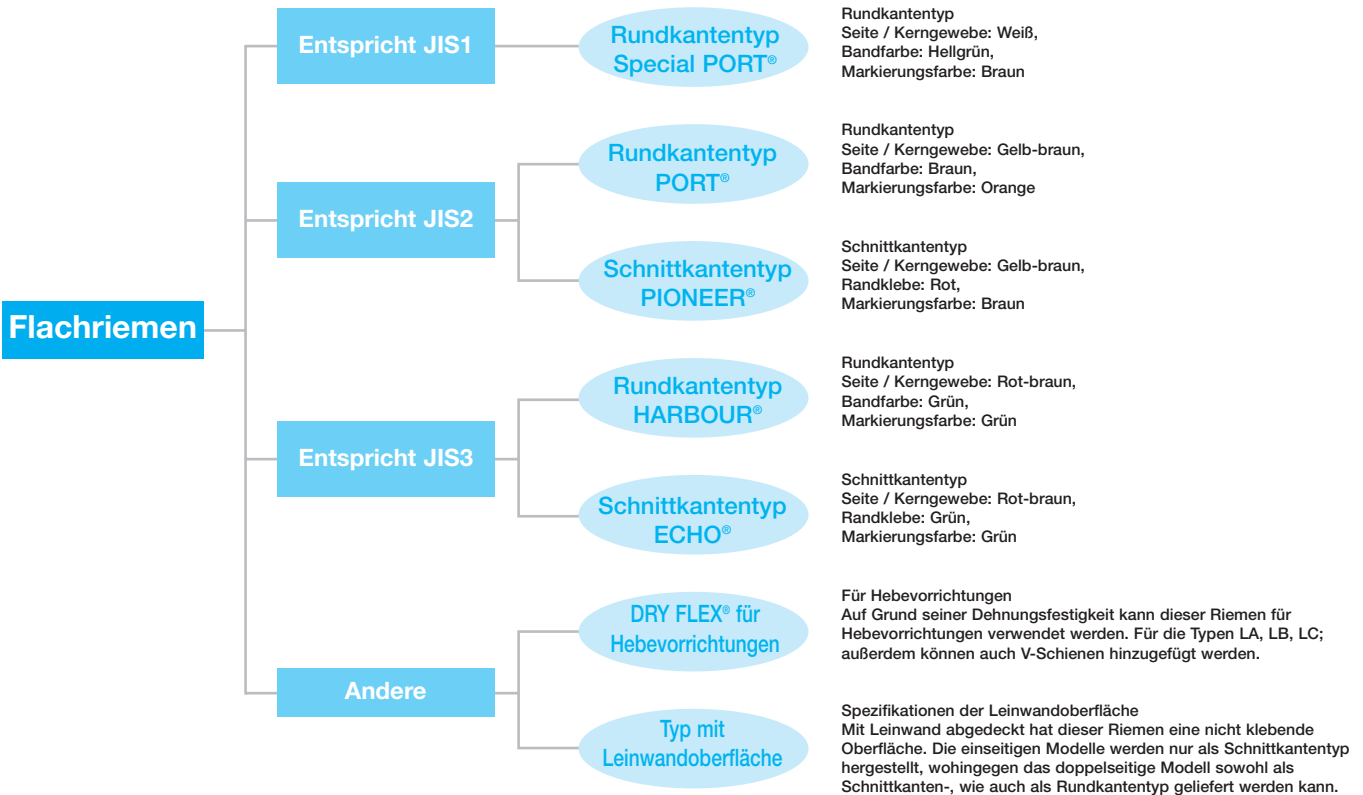 Flachriemen
Entspricht JIS1
Rundkantentyp
Special PORT®
Rundkantentyp
Seite / Kerngewebe: Weiß,
Bandfarbe: Hellgrün,
Markierungsfarbe: Braun
Entspricht JIS2
Rundkantentyp
PORT®
Rundkantentyp
Seite / Kerngewebe: Gelb-braun,
Bandfarbe: Braun,
Markierungsfarbe: Orange
Schnittkantentyp
PIONEER®
Schnittkantentyp
Seite / Kerngewebe: Gelb-braun,
Randklebe: Rot,
Markierungsfarbe: Braun
Entspricht JIS3
Rundkantentyp
HARBOUR®
Rundkantentyp
Seite / Kerngewebe: Rot-braun,
Bandfarbe: Grün,
Markierungsfarbe: Grün
Schnittkantentyp
ECHO®
Schnittkantentyp
Seite / Kerngewebe: Rot-braun,
Randklebe: Grün,
Markierungsfarbe: Grün
Andere
DRY FLEX® für
Hebevorrichtungen
Für Hebevorrichtungen
Auf Grund seiner Dehnungsfestigkeit kann dieser Riemen für
Hebevorrichtungen verwendet werden. Für die Typen LA, LB, LC;
außerdem können auch V-Schienen hinzugefügt werden.
Typ mit
Leinwandoberfläche
Spezifikationen der Leinwandoberfläche
Mit Leinwand abgedeckt hat dieser Riemen eine nicht klebende
Oberfläche. Die einseitigen Modelle werden nur als Schnittkantentyp
hergestellt, wohingegen das doppelseitige Modell sowohl als
Schnittkanten-, wie auch als Rundkantentyp geliefert werden kann.